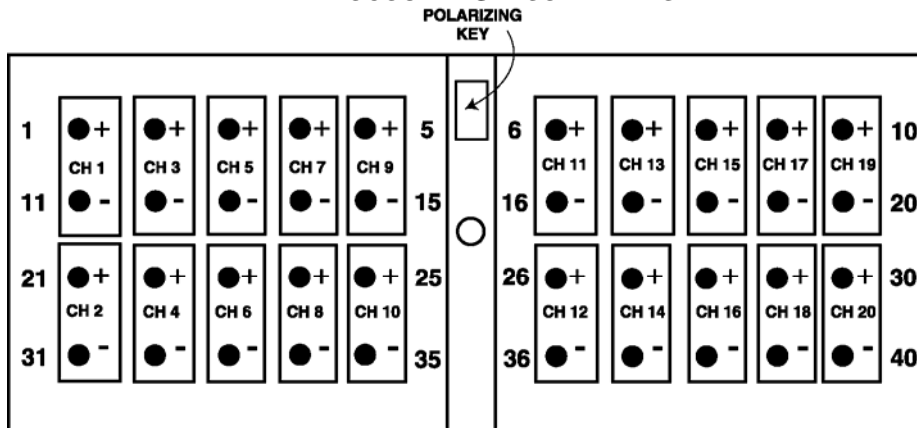 POLARIZING
KEY
1 + + + + + 5 6 + + + + + 10
CH 1 CH 3 CH 5 CH 7 CH 9 CH 11 CH 13 CH 15 CH 17 CH 19
11 - - - - - 15 16 - - - - - 20
21 + + + + + 25 26 + + + + + 30
CH 2 CH 4 CH 6 CH 8 CH 10 CH 12 CH 14 CH 16 CH 18 CH 20
31 - - - - - 35 36 - - - - - 40